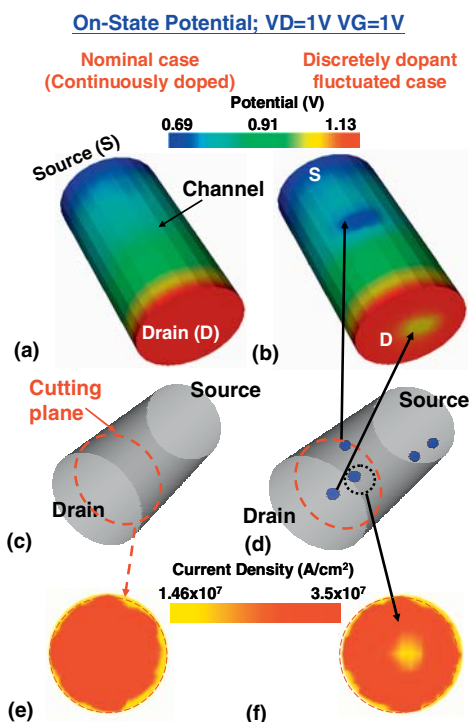 On-State Potential; VD=1V VG=1V
Nominal case
(Continuously doped)
Discretely dopant
fluctuated case
Potential (V)
0.69 0.91 1.13
Source (S)
Channel
Drain (D)
(a)
S
D
(b)
Cutting
plane
Source
Drain
(c)
Source
Drain
(d)
Current Density (A/cm²)
1.46x10⁷ 3.5x10⁷
(e)
(f)